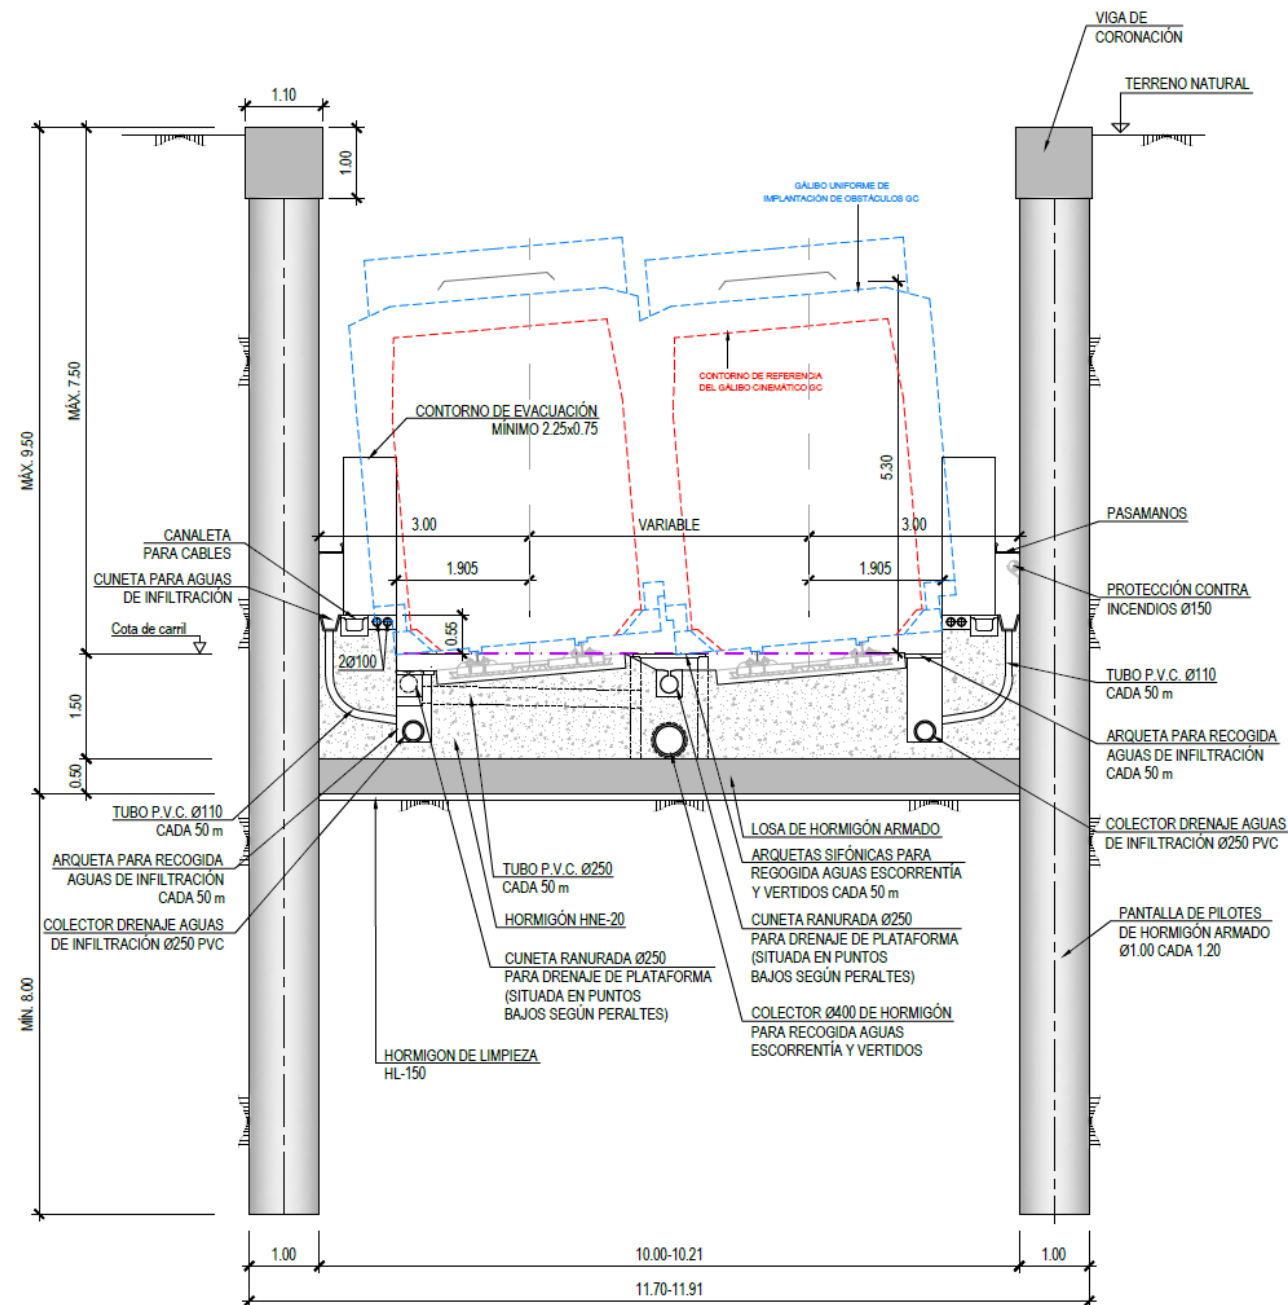 VIGA DE
CORONACIÓN
TERRENO NATURAL
1.10
1.00
GÁLIBO UNIFORME DE
IMPLANTACIÓN DE OBSTÁCULOS GC
CONTORNO DE REFERENCIA
DEL GÁLIBO CINEMÁTICO GC
MÁX. 7.50
MÁX. 9.50
CONTORNO DE EVACUACIÓN
MÍNIMO 2.25x0.75
5.30
3.00
VARIABLE
3.00
PASAMANOS
CANALETA
PARA CABLES
CUNETA PARA AGUAS
DE INFILTRACIÓN
1.905
1.905
PROTECCIÓN CONTRA
INCENDIOS Ø150
Cota de carril
0.55
2Ø100
TUBO P.V.C. Ø110
CADA 50 m
1.50
ARQUETA PARA RECOGIDA
AGUAS DE INFILTRACIÓN
CADA 50 m
0.50
TUBO P.V.C. Ø110
CADA 50 m
LOSA DE HORMIGÓN ARMADO
COLECTOR DRENAJE AGUAS
DE INFILTRACIÓN Ø250 PVC
ARQUETA PARA RECOGIDA
AGUAS DE INFILTRACIÓN
CADA 50 m
TUBO P.V.C. Ø250
CADA 50 m
ARQUETAS SIFÓNICAS PARA
REGOGIDA AGUAS ESCORRENTÍA
Y VERTIDOS CADA 50 m
COLECTOR DRENAJE AGUAS
DE INFILTRACIÓN Ø250 PVC
HORMIGÓN HNE-20
CUNETA RANURADA Ø250
PARA DRENAJE DE PLATAFORMA
(SITUADA EN PUNTOS
BAJOS SEGÚN PERALTES)
PANTALLA DE PILOTES
DE HORMIGÓN ARMADO
Ø1.00 CADA 1.20
CUNETA RANURADA Ø250
PARA DRENAJE DE PLATAFORMA
(SITUADA EN PUNTOS
BAJOS SEGÚN PERALTES)
COLECTOR Ø400 DE HORMIGÓN
PARA RECOGIDA AGUAS
ESCORRENTÍA Y VERTIDOS
MÍN. 8.00
HORMIGON DE LIMPIEZA
HL-150
1.00
10.00-10.21
1.00
11.70-11.91